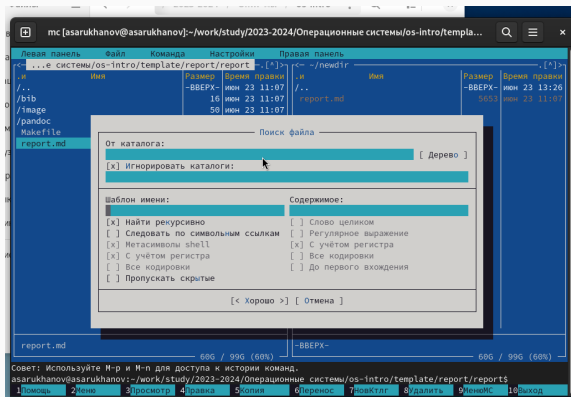 mc [asarukhanov]:~/work/study/2023-2024/Операционные системы/os-intro/templa...
Левая панель Файл Команда Настройки Правая панель
<─ ...е системы/os-intro/template/report/report ─.[^]>
<─ ~/newdir ─.[^]>
.и Имя Размер Время правки
.и Имя Размер Время правки
/.. -ВВЕРХ- июн 23 11:07
/.. -ВВЕРХ- июн 23 13:26
/bib 16 июн 23 11:07
report.md 5653 июн 23 13:11
/image 50 июн 23 11:07
/pandoc
Makefile
report.md
Поиск файла
От каталога:
[ Дерево ]
[x] Игнорировать каталоги:
Шаблон имени: Содержимое:
[x] Найти рекурсивно [ ] Слово целиком
[ ] Следовать по символьным ссылкам [ ] Регулярное выражение
[x] Метасимволы shell [x] С учётом регистра
[x] С учётом регистра [ ] Все кодировки
[ ] Все кодировки [ ] До первого вхождения
[ ] Пропускать скрытые
[< Хорошо >] [ Отмена ]
report.md -ВВЕРХ-
60G / 99G (60%) 60G / 99G (60%)
Совет: Используйте M-p и M-n для доступа к истории команд.
asarukhanov@asarukhanov:~/work/study/2023-2024/Операционные системы/os-intro/template/report/report$
1Помощь 2Меню 3Просмотр 4Правка 5Копия 6Перенос 7НовКтлг 8Удалить 9МенюMC 10Выход